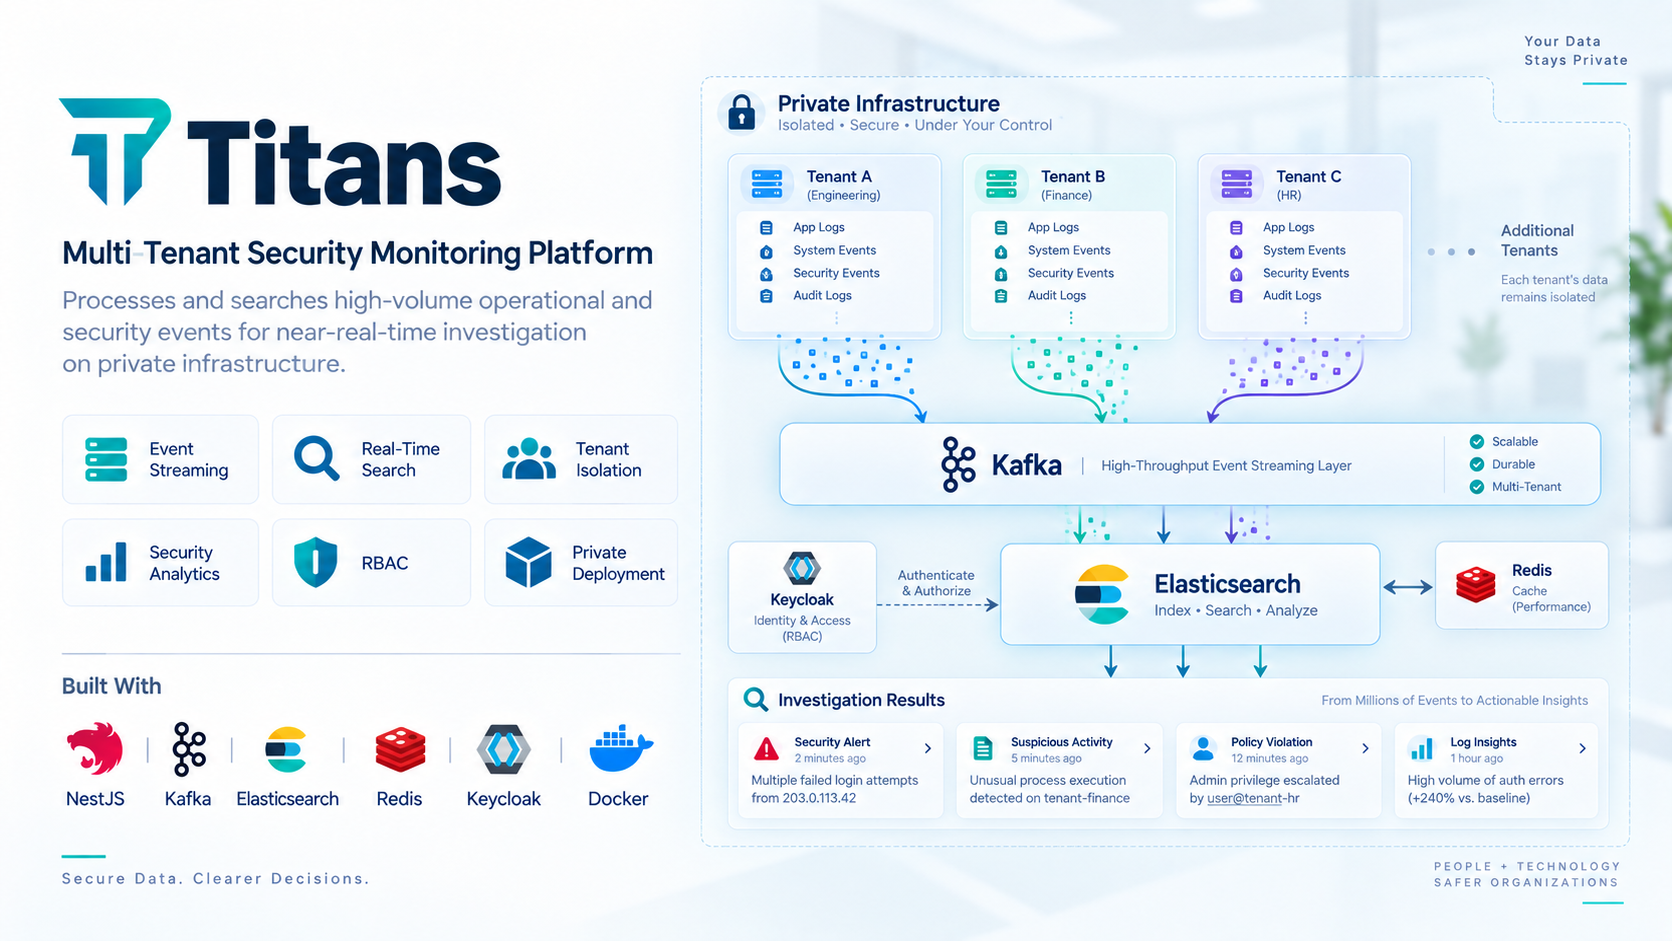 Titans
Multi-Tenant Security Monitoring Platform
Processes and searches high-volume operational and
security events for near-real-time investigation
on private infrastructure.
Event
Streaming
Real-Time
Search
Tenant
Isolation
Security
Analytics
RBAC
Private
Deployment
Built With
NestJS
Kafka
Elasticsearch
Redis
Keycloak
Docker
Secure Data. Clearer Decisions.
Your Data
Stays Private
Private Infrastructure
Isolated • Secure • Under Your Control
Tenant A
(Engineering)
App Logs
System Events
Security Events
Audit Logs
Tenant B
(Finance)
App Logs
System Events
Security Events
Audit Logs
Tenant C
(HR)
App Logs
System Events
Security Events
Audit Logs
Additional
Tenants
Each tenant's data
remains isolated
Kafka
High-Throughput Event Streaming Layer
Scalable
Durable
Multi-Tenant
Keycloak
Identity & Access
(RBAC)
Authenticate
& Authorize
Elasticsearch
Index • Search • Analyze
Redis
Cache
(Performance)
Investigation Results
From Millions of Events to Actionable Insights
Security Alert
2 minutes ago
Multiple failed login attempts
from 203.0.113.42
Suspicious Activity
5 minutes ago
Unusual process execution
detected on tenant-finance
Policy Violation
12 minutes ago
Admin privilege escalated
by user@tenant-hr
Log Insights
1 hour ago
High volume of auth errors
(+240% vs. baseline)
PEOPLE + TECHNOLOGY
SAFER ORGANIZATIONS